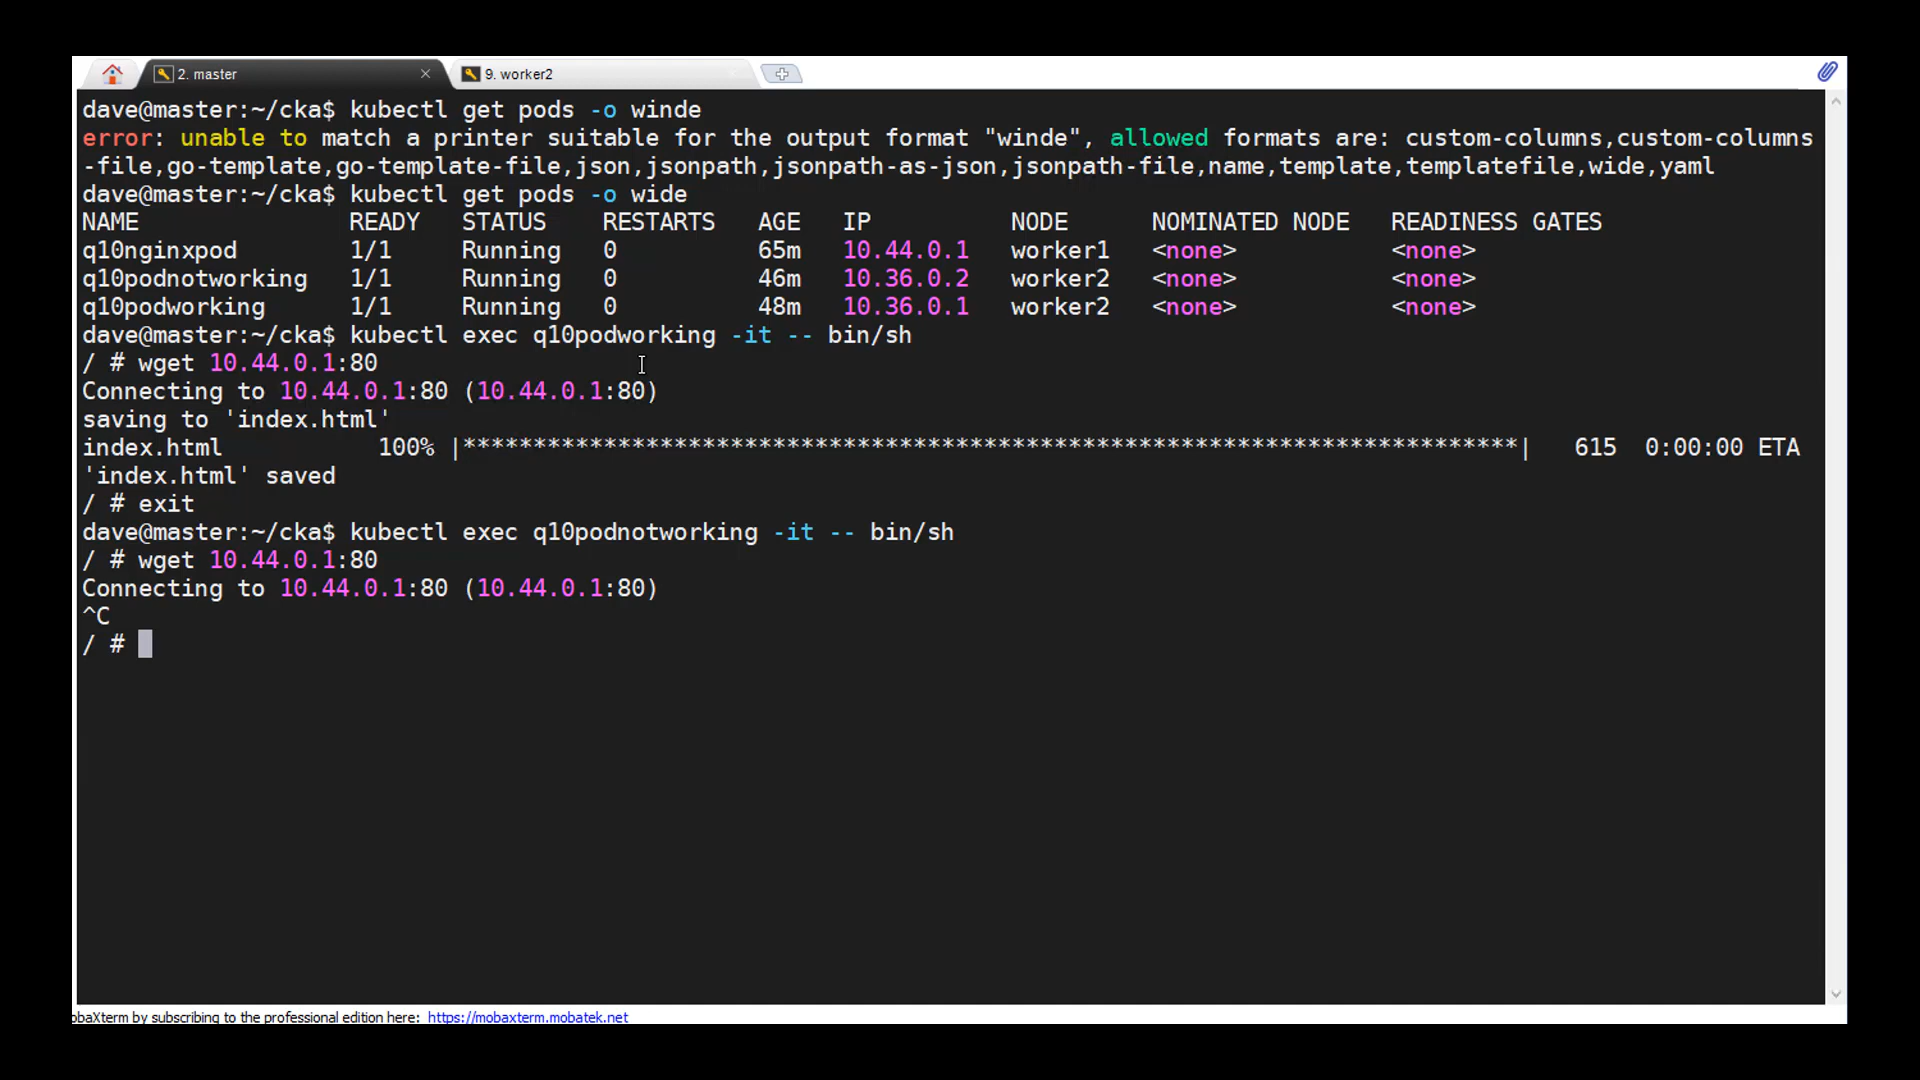 2. master
9. worker2
dave@master:~/cka$ kubectl get pods -o winde
error: unable to match a printer suitable for the output format "winde", allowed formats are: custom-columns,custom-columns
-file,go-template,go-template-file,json,jsonpath,jsonpath-as-json,jsonpath-file,name,template,templatefile,wide,yaml
dave@master:~/cka$ kubectl get pods -o wide
NAME READY STATUS RESTARTS AGE IP NODE NOMINATED NODE READINESS GATES
q10nginxpod 1/1 Running 0 65m 10.44.0.1 worker1 <none> <none>
q10podnotworking 1/1 Running 0 46m 10.36.0.2 worker2 <none> <none>
q10podworking 1/1 Running 0 48m 10.36.0.1 worker2 <none> <none>
dave@master:~/cka$ kubectl exec q10podworking -it -- bin/sh
/ # wget 10.44.0.1:80
Connecting to 10.44.0.1:80 (10.44.0.1:80)
saving to 'index.html'
index.html 100% |***************************************************************************| 615 0:00:00 ETA
'index.html' saved
/ # exit
dave@master:~/cka$ kubectl exec q10podnotworking -it -- bin/sh
/ # wget 10.44.0.1:80
Connecting to 10.44.0.1:80 (10.44.0.1:80)
^C
/ #
obaXterm by subscribing to the professional edition here: https://mobaxterm.mobatek.net